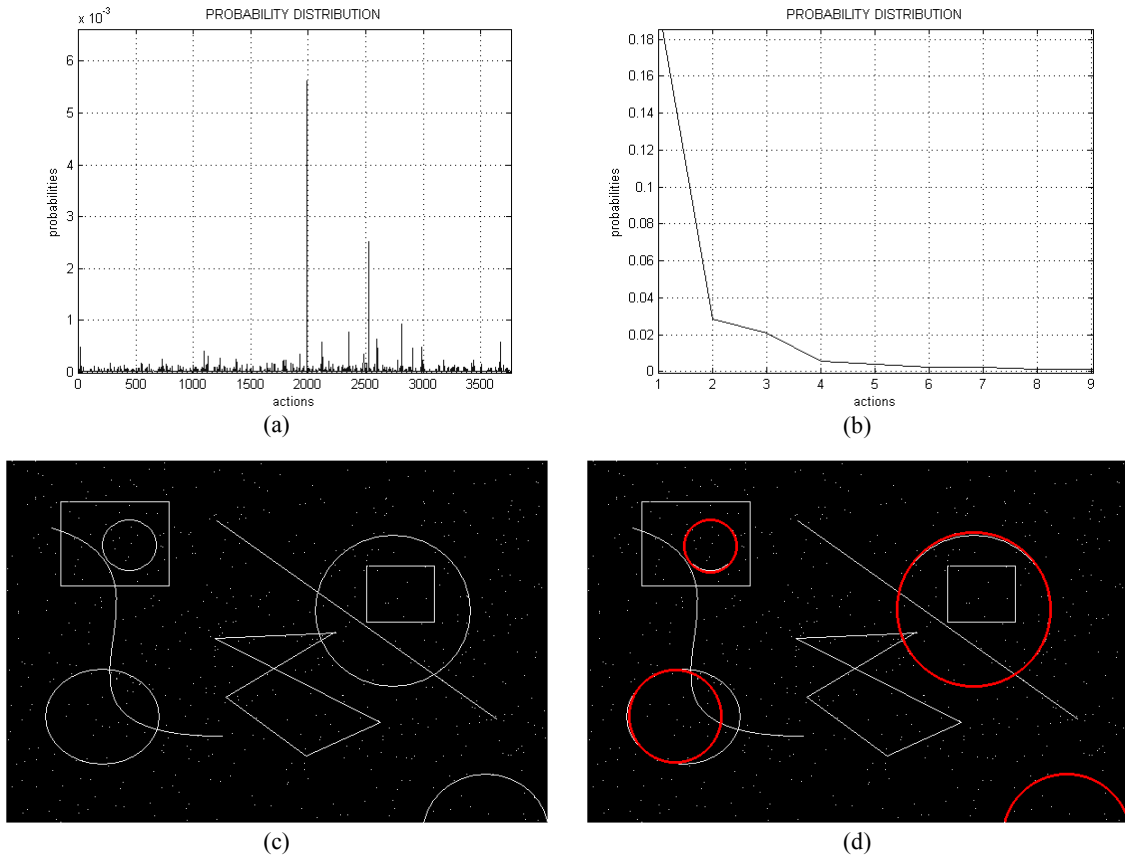 PROBABILITY DISTRIBUTION
x 10⁻³
6
5
4
3
2
1
0
probabilities
0 500 1000 1500 2000 2500 3000 3500
actions
(a)
PROBABILITY DISTRIBUTION
0.18
0.16
0.14
0.12
0.1
0.08
0.06
0.04
0.02
0
probabilities
1 2 3 4 5 6 7 8 9
actions
(b)
(c)
(d)